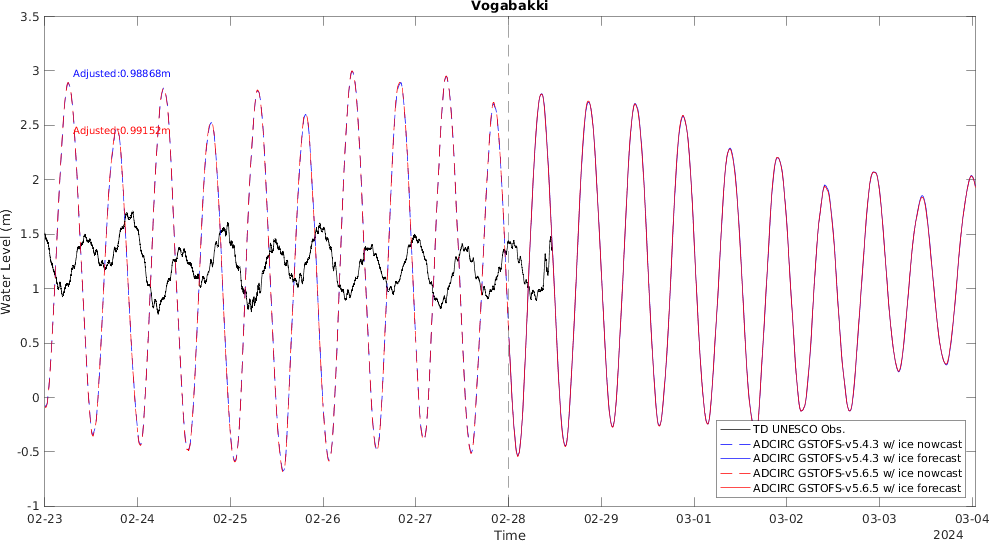 Vogabakki
3.5
3
2.5
2
1.5
1
0.5
0
-0.5
-1
Water Level (m)
Adjusted:0.98868m
Adjusted:0.99152m
TD UNESCO Obs.
ADCIRC GSTOFS-v5.4.3 w/ ice nowcast
ADCIRC GSTOFS-v5.4.3 w/ ice forecast
ADCIRC GSTOFS-v5.6.5 w/ ice nowcast
ADCIRC GSTOFS-v5.6.5 w/ ice forecast
02-23 02-24 02-25 02-26 02-27 02-28 02-29 03-01 03-02 03-03 03-04
Time
2024